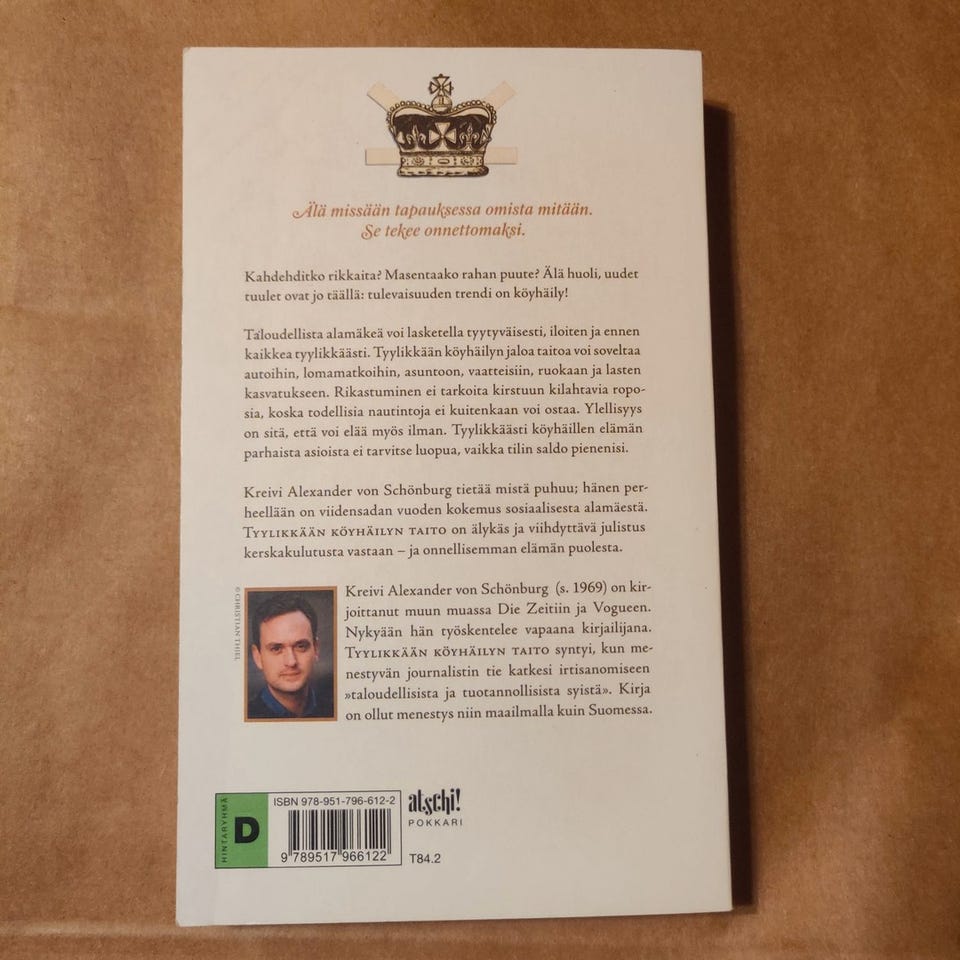 Älä missään tapauksessa omista mitään.
Se tekee onnettomaksi.
Kahdehditko rikkaita? Masentaako rahan puute? Älä huoli, uudet
tuulet ovat jo täällä: tulevaisuuden trendi on köyhäily!
Taloudellista alamäkeä voi lasketella tyytyväisesti, iloiten ja ennen
kaikkea tyylikkäästi. Tyylikkään köyhäilyn jaloa taitoa voi soveltaa
autoihin, lomamatkoihin, asuntoon, vaatteisiin, ruokaan ja lasten
kasvatukseen. Rikastuminen ei tarkoita kirstuun kilahtavia ropo-
sia, koska todellisia nautintoja ei kuitenkaan voi ostaa. Ylellisyys
on sitä, että voi elää myös ilman. Tyylikkäästi köyhäillen elämän
parhaista asioista ei tarvitse luopua, vaikka tilin saldo pienenisi.
Kreivi Alexander von Schönburg tietää mistä puhuu; hänen per-
heellään on viidensadan vuoden kokemus sosiaalisesta alamäestä.
TYYLIKKÄÄN KÖYHÄILYN TAITO on älykäs ja viihdyttävä julistus
kerskakulutusta vastaan – ja onnellisemman elämän puolesta.
© CHRISTIAN THIEL
Kreivi Alexander von Schönburg (s. 1969) on kir-
joittanut muun muassa Die Zeitiin ja Vogueen.
Nykyään hän työskentelee vapaana kirjailijana.
TYYLIKKÄÄN KÖYHÄILYN TAITO syntyi, kun me-
nestyvän journalistin tie katkesi irtisanomiseen
»taloudellisista ja tuotannollisista syistä». Kirja
on ollut menestys niin maailmalla kuin Suomessa.
HINTARYHMÄ
D
ISBN 978-951-796-612-2
9 789517 966122
atschi!
POKKARI
T84.2